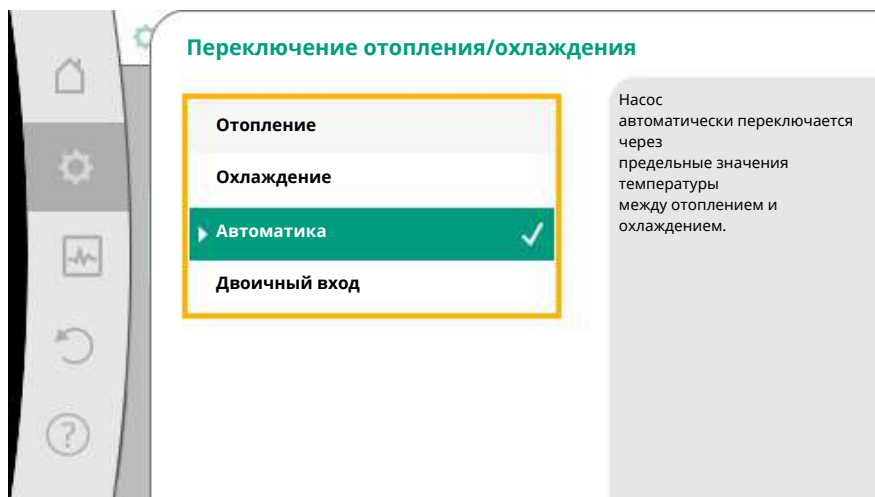 Переключение отопления/охлаждения
Отопление
Охлаждение
Автоматика
Двоичный вход
Насос
автоматически переключается
через
предельные значения
температуры
между отоплением и
охлаждением.